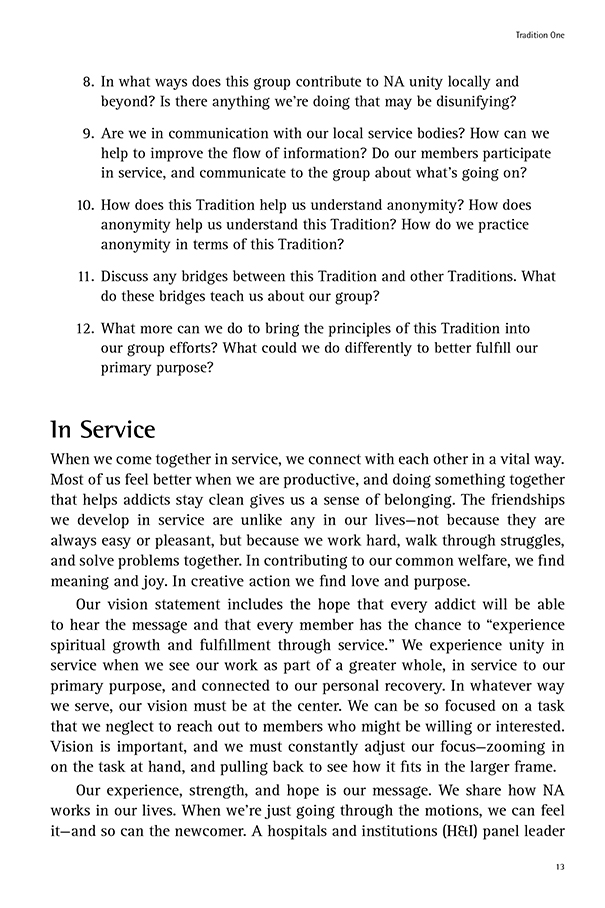 Tradition One
8. In what ways does this group contribute to NA unity locally and
beyond? Is there anything we're doing that may be disunifying?
9. Are we in communication with our local service bodies? How can we
help to improve the flow of information? Do our members participate
in service, and communicate to the group about what's going on?
10. How does this Tradition help us understand anonymity? How does
anonymity help us understand this Tradition? How do we practice
anonymity in terms of this Tradition?
11. Discuss any bridges between this Tradition and other Traditions. What
do these bridges teach us about our group?
12. What more can we do to bring the principles of this Tradition into
our group efforts? What could we do differently to better fulfill our
primary purpose?
In Service
When we come together in service, we connect with each other in a vital way.
Most of us feel better when we are productive, and doing something together
that helps addicts stay clean gives us a sense of belonging. The friendships
we develop in service are unlike any in our lives—not because they are
always easy or pleasant, but because we work hard, walk through struggles,
and solve problems together. In contributing to our common welfare, we find
meaning and joy. In creative action we find love and purpose.
Our vision statement includes the hope that every addict will be able
to hear the message and that every member has the chance to “experience
spiritual growth and fulfillment through service.” We experience unity in
service when we see our work as part of a greater whole, in service to our
primary purpose, and connected to our personal recovery. In whatever way
we serve, our vision must be at the center. We can be so focused on a task
that we neglect to reach out to members who might be willing or interested.
Vision is important, and we must constantly adjust our focus—zooming in
on the task at hand, and pulling back to see how it fits in the larger frame.
Our experience, strength, and hope is our message. We share how NA
works in our lives. When we're just going through the motions, we can feel
it—and so can the newcomer. A hospitals and institutions (H&I) panel leader
13